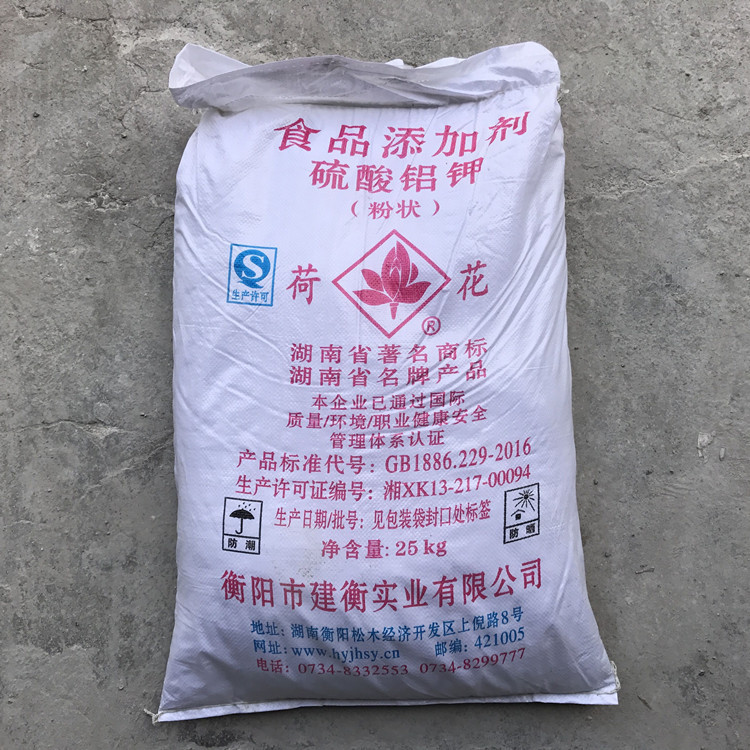 食品添加剂
硫酸铝钾
（粉状）
生产许可
荷花
®
湖南省著名商标
湖南省名牌产品
本企业已通过国际
质量/环境/职业健康安全
管理体系认证
产品标准代号：GB1886.229-2016
生产许可证编号：湘XK13-217-00094
生产日期/批号：见包装袋封口处标签
防潮
防晒
净含量：25kg
衡阳市建衡实业有限公司
地址：湖南衡阳松木经济开发区上倪路8号
网址：www.hyjhsy.cn 邮编：421005
电话：0734-8332553 0734-8299777